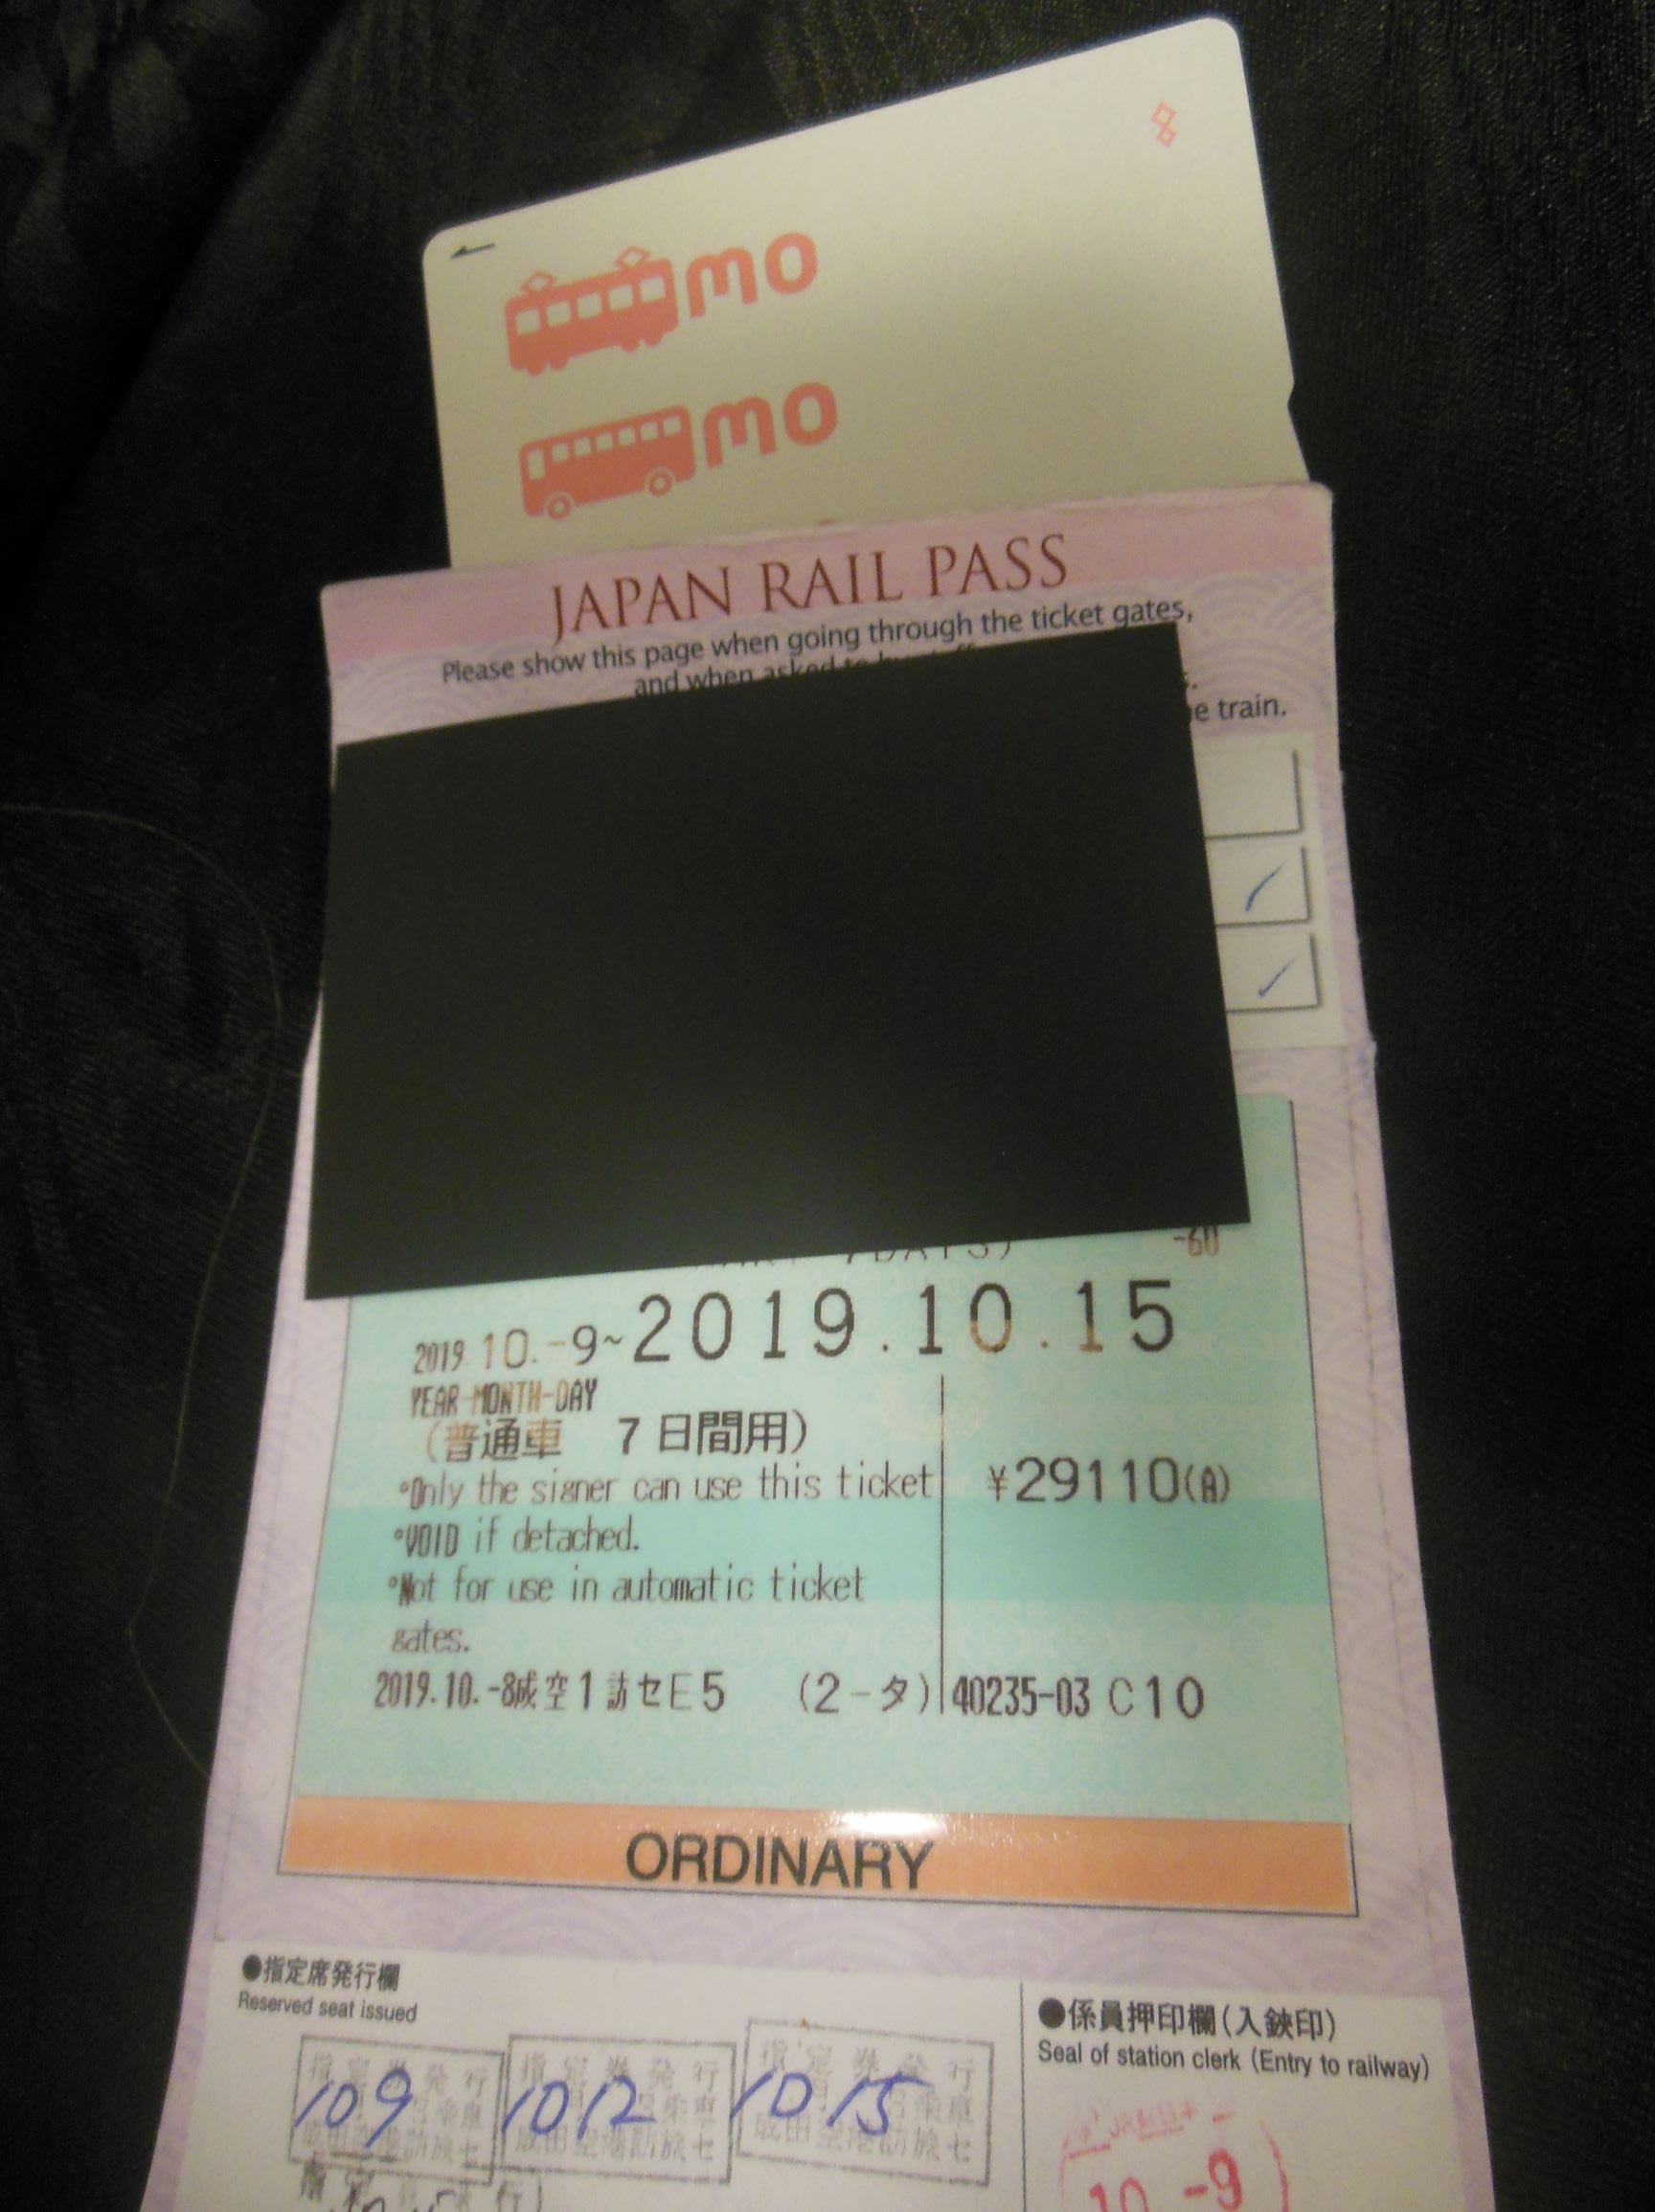 mo
mo
JAPAN RAIL PASS
Please show this page when going through the ticket gates,
and when asked
train.
7DAYS)
-60
2019 10.-9~2019.10.15
YEAR-MONTH-DAY
(普通車 7日間用)
°Only the signer can use this ticket ¥29110(A)
°VOID if detached.
°Not for use in automatic ticket
gates.
2019.10.-8成空1訪セE5 (2-タ) 40235-03 C10
ORDINARY
●指定席発行欄
Reserved seat issued
●係員押印欄(入鋏印)
Seal of station clerk (Entry to railway)
109 1012 1015
10.-9